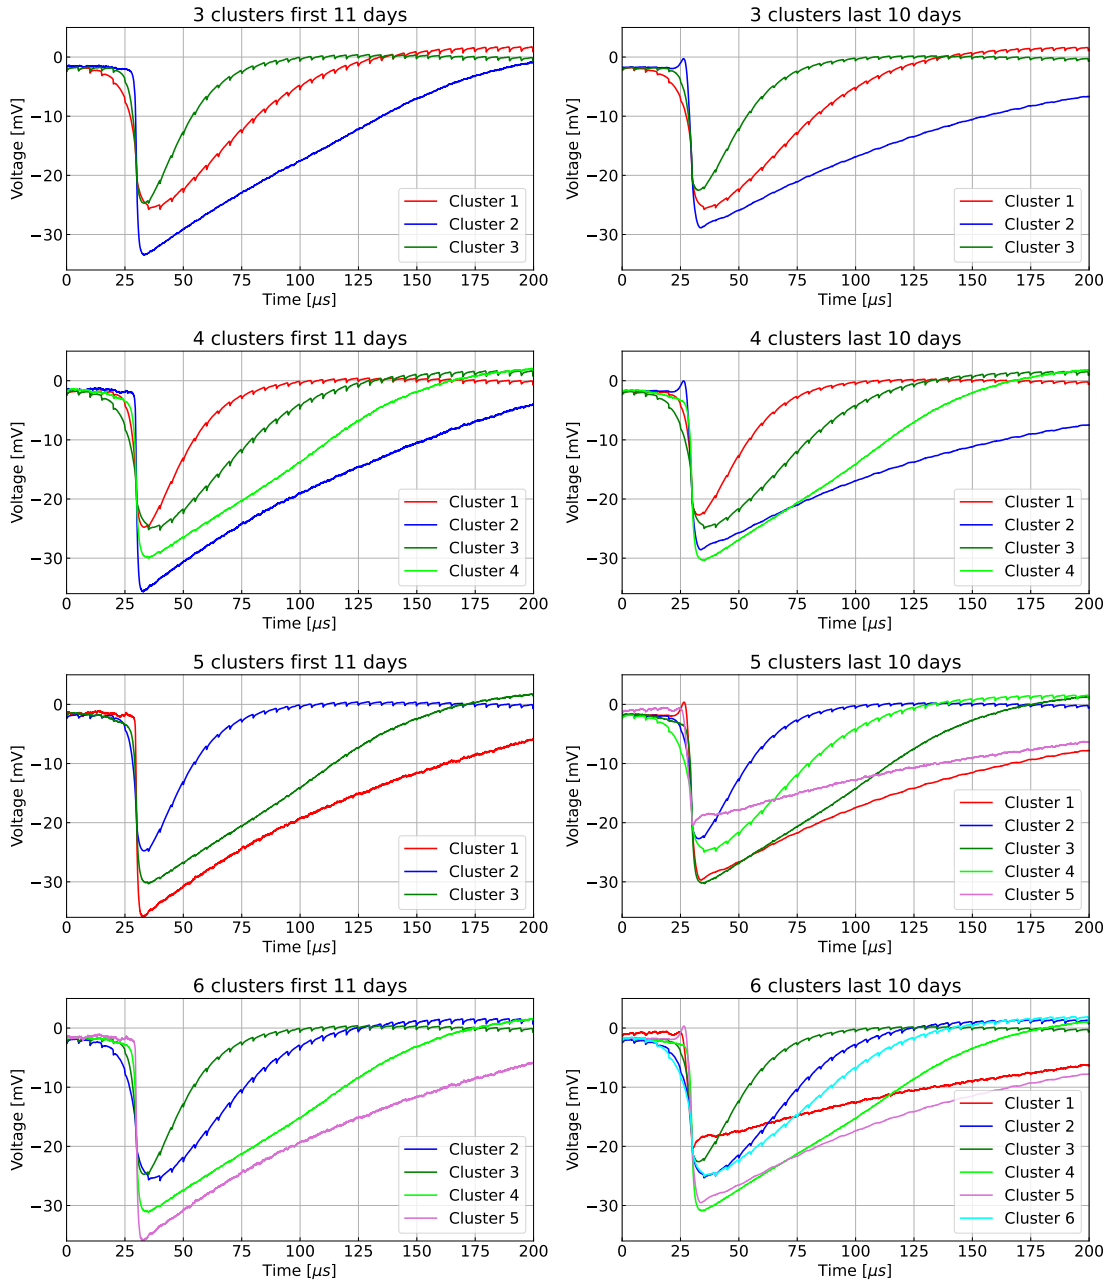 3 clusters first 11 days
Voltage [mV]
0
−10
−20
−30
Cluster 1
Cluster 2
Cluster 3
0 25 50 75 100 125 150 175 200
Time [μs]
3 clusters last 10 days
Voltage [mV]
0
−10
−20
−30
Cluster 1
Cluster 2
Cluster 3
0 25 50 75 100 125 150 175 200
Time [μs]
4 clusters first 11 days
Voltage [mV]
0
−10
−20
−30
Cluster 1
Cluster 2
Cluster 3
Cluster 4
0 25 50 75 100 125 150 175 200
Time [μs]
4 clusters last 10 days
Voltage [mV]
0
−10
−20
−30
Cluster 1
Cluster 2
Cluster 3
Cluster 4
0 25 50 75 100 125 150 175 200
Time [μs]
5 clusters first 11 days
Voltage [mV]
0
−10
−20
−30
Cluster 1
Cluster 2
Cluster 3
0 25 50 75 100 125 150 175 200
Time [μs]
5 clusters last 10 days
Voltage [mV]
0
−10
−20
−30
Cluster 1
Cluster 2
Cluster 3
Cluster 4
Cluster 5
0 25 50 75 100 125 150 175 200
Time [μs]
6 clusters first 11 days
Voltage [mV]
0
−10
−20
−30
Cluster 2
Cluster 3
Cluster 4
Cluster 5
0 25 50 75 100 125 150 175 200
Time [μs]
6 clusters last 10 days
Voltage [mV]
0
−10
−20
−30
Cluster 1
Cluster 2
Cluster 3
Cluster 4
Cluster 5
Cluster 6
0 25 50 75 100 125 150 175 200
Time [μs]